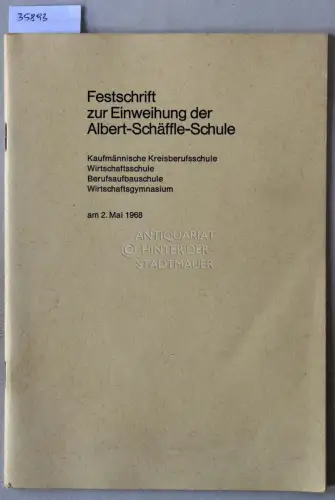 35893
Festschrift
zur Einweihung der
Albert-Schäffle-Schule
Kaufmännische Kreisberufsschule
Wirtschaftsschule
Berufsaufbauschule
Wirtschaftsgymnasium
am 2. Mai 1968
ANTIQUARIAT
HINTER DER
STADTMAUER